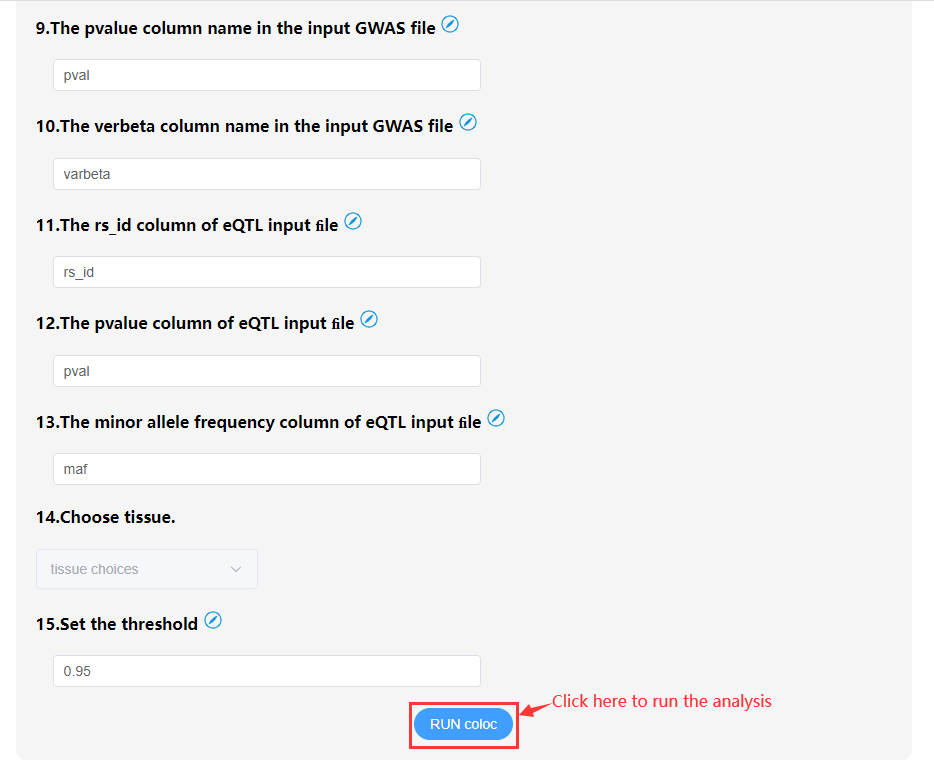 9.The pvalue column name in the input GWAS file
pval
10.The verbeta column name in the input GWAS file
varbeta
11.The rs_id column of eQTL input file
rs_id
12.The pvalue column of eQTL input file
pval
13.The minor allele frequency column of eQTL input file
maf
14.Choose tissue.
tissue choices
15.Set the threshold
0.95
Click here to run the analysis
RUN coloc